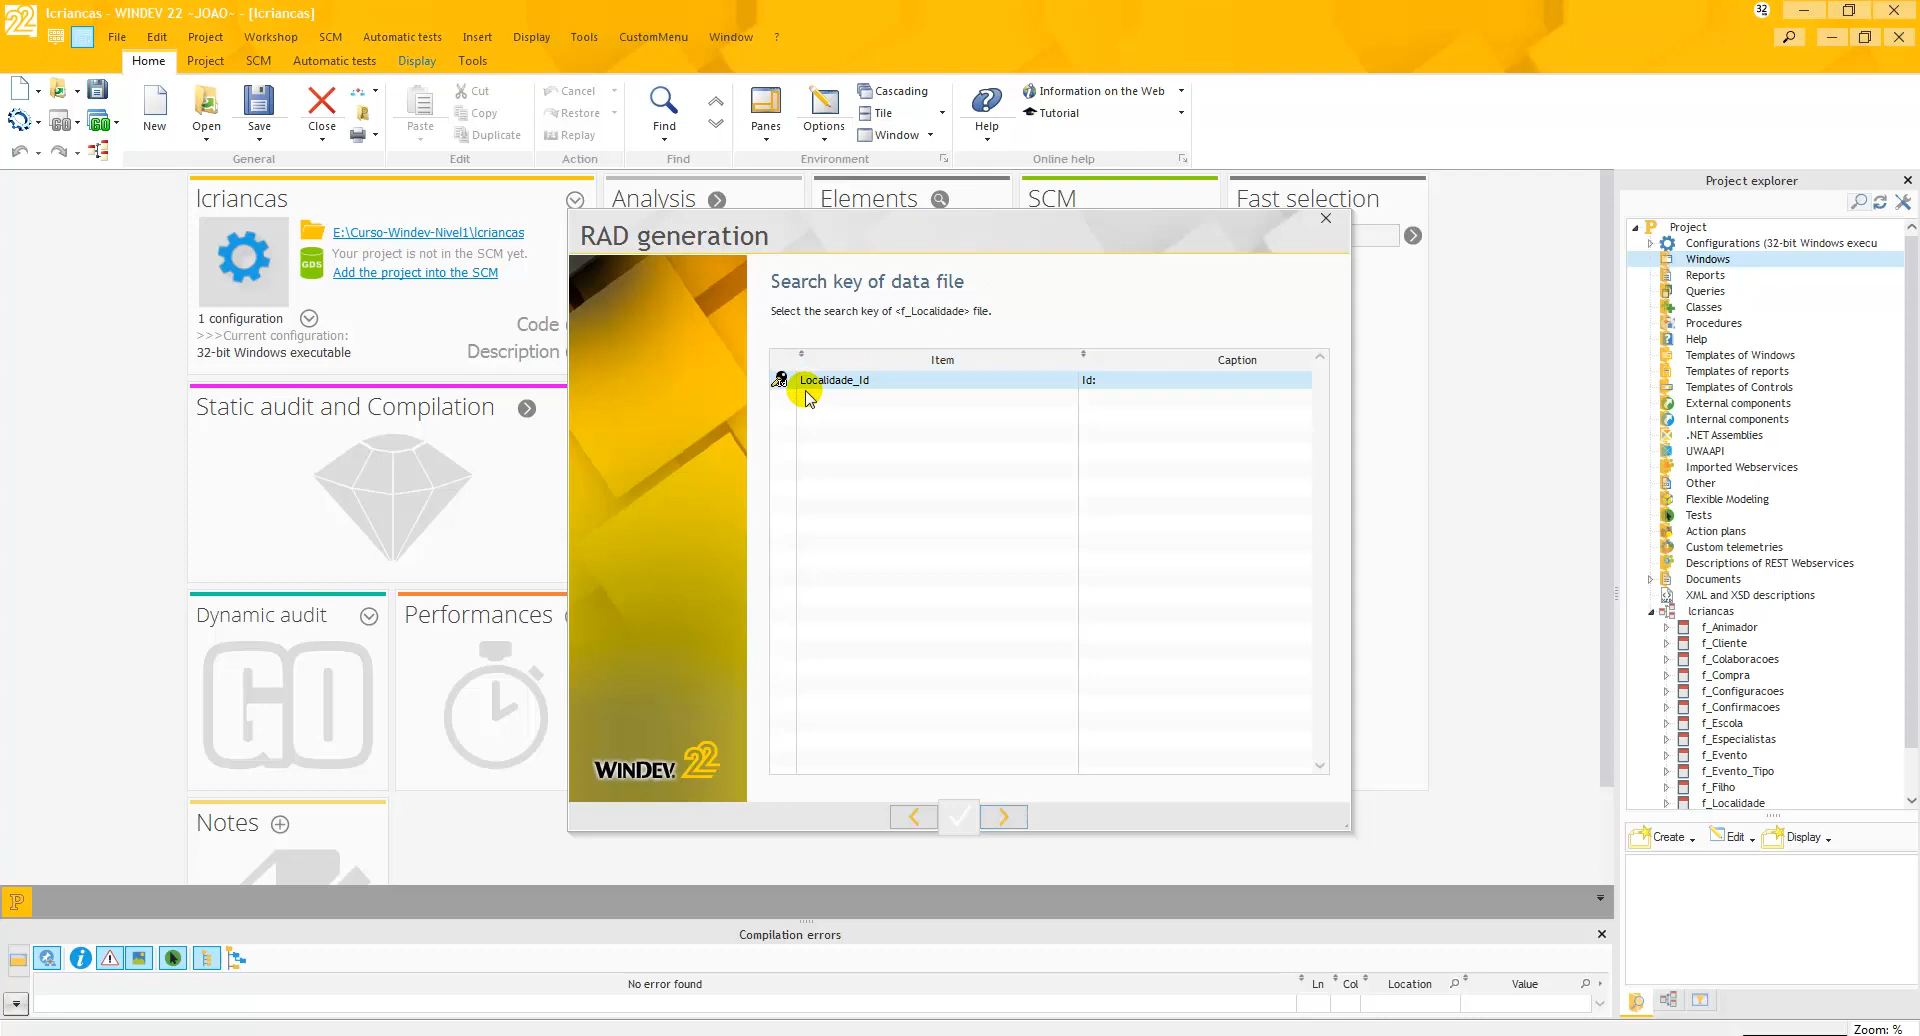 lcriancas - WINDEV 22 ~JOAO~ - [lcriancas]
32
File Edit Project Workshop SCM Automatic tests Insert Display Tools CustomMenu Window ?
Home Project SCM Automatic tests Display Tools
New Open Save Close Paste Cut Copy Duplicate Cancel Restore Replay Find Panes Options Cascading Tile Window Help Information on the Web Tutorial
General Edit Action Find Environment Online help
lcriancas
E:\Curso-Windev-Nivel1\lcriancas
Your project is not in the SCM yet.
GDS
Add the project into the SCM
1 configuration
>>>Current configuration:
32-bit Windows executable
Code
Description
Analysis
Elements
SCM
Fast selection
Static audit and Compilation
Dynamic audit
GO
Performances
Notes
RAD generation
Search key of data file
Select the search key of <f_Localidade> file.
Item Caption
Localidade_Id Id:
WINDEV. 22
Project explorer
Project
Configurations (32-bit Windows execu
Windows
Reports
Queries
Classes
Procedures
Help
Templates of Windows
Templates of reports
Templates of Controls
External components
Internal components
.NET Assemblies
UWAAPI
Imported Webservices
Other
Flexible Modeling
Tests
Action plans
Custom telemetries
Descriptions of REST Webservices
Documents
XML and XSD descriptions
lcriancas
f_Animador
f_Cliente
f_Colaboracoes
f_Compra
f_Configuracoes
f_Confirmacoes
f_Escola
f_Especialistas
f_Evento
f_Evento_Tipo
f_Filho
f_Localidade
Create Edit Display
Compilation errors
No error found Ln Col Location Value
Zoom: %